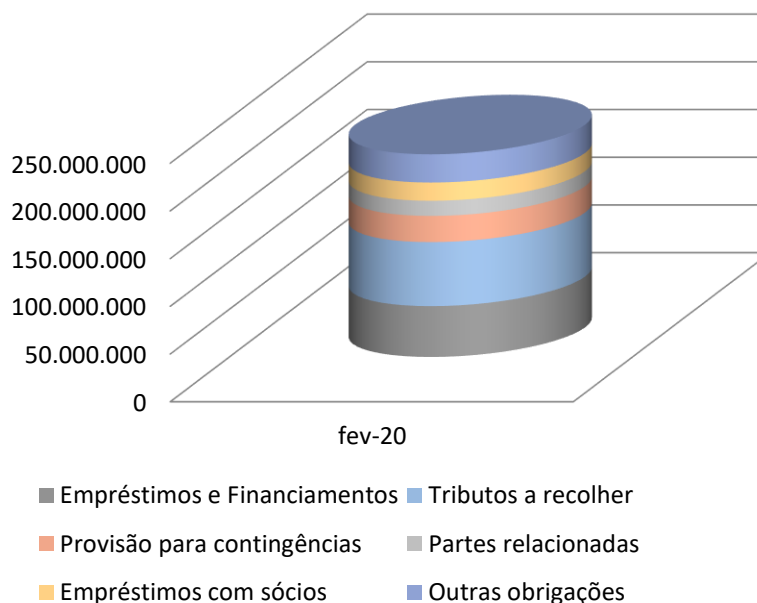 250.000.000
200.000.000
150.000.000
100.000.000
50.000.000
0
fev-20
Empréstimos e Financiamentos
Tributos a recolher
Provisão para contingências
Partes relacionadas
Empréstimos com sócios
Outras obrigações